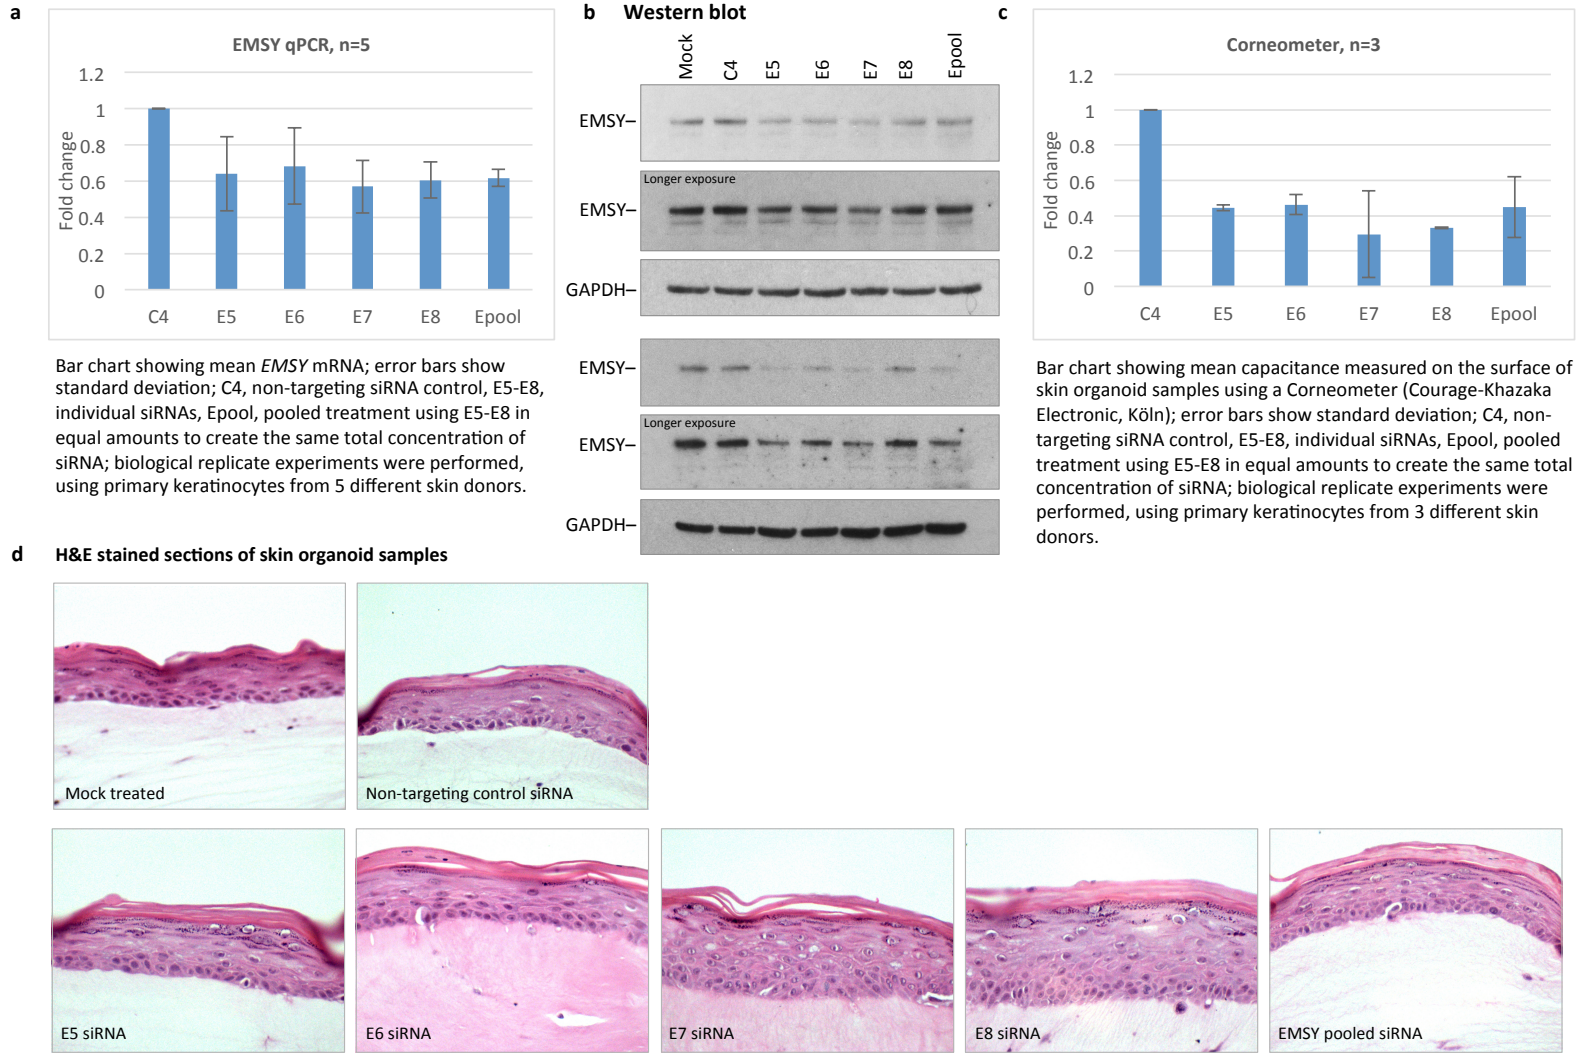 a
EMSY qPCR, n=5
Fold change
1.2
1
0.8
0.6
0.4
0.2
0
C4 E5 E6 E7 E8 Epool
Bar chart showing mean EMSY mRNA; error bars show
standard deviation; C4, non-targeting siRNA control, E5-E8,
individual siRNAs, Epool, pooled treatment using E5-E8 in
equal amounts to create the same total concentration of
siRNA; biological replicate experiments were performed,
using primary keratinocytes from 5 different skin donors.
b Western blot
Mock C4 E5 E6 E7 E8 Epool
EMSY–
Longer exposure
EMSY–
GAPDH–
EMSY–
Longer exposure
EMSY–
GAPDH–
c
Corneometer, n=3
Fold change
1.2
1
0.8
0.6
0.4
0.2
0
C4 E5 E6 E7 E8 Epool
Bar chart showing mean capacitance measured on the surface of
skin organoid samples using a Corneometer (Courage-Khazaka
Electronic, Köln); error bars show standard deviation; C4, non-
targeting siRNA control, E5-E8, individual siRNAs, Epool, pooled
treatment using E5-E8 in equal amounts to create the same total
concentration of siRNA; biological replicate experiments were
performed, using primary keratinocytes from 3 different skin
donors.
d H&E stained sections of skin organoid samples
Mock treated
Non-targeting control siRNA
E5 siRNA
E6 siRNA
E7 siRNA
E8 siRNA
EMSY pooled siRNA